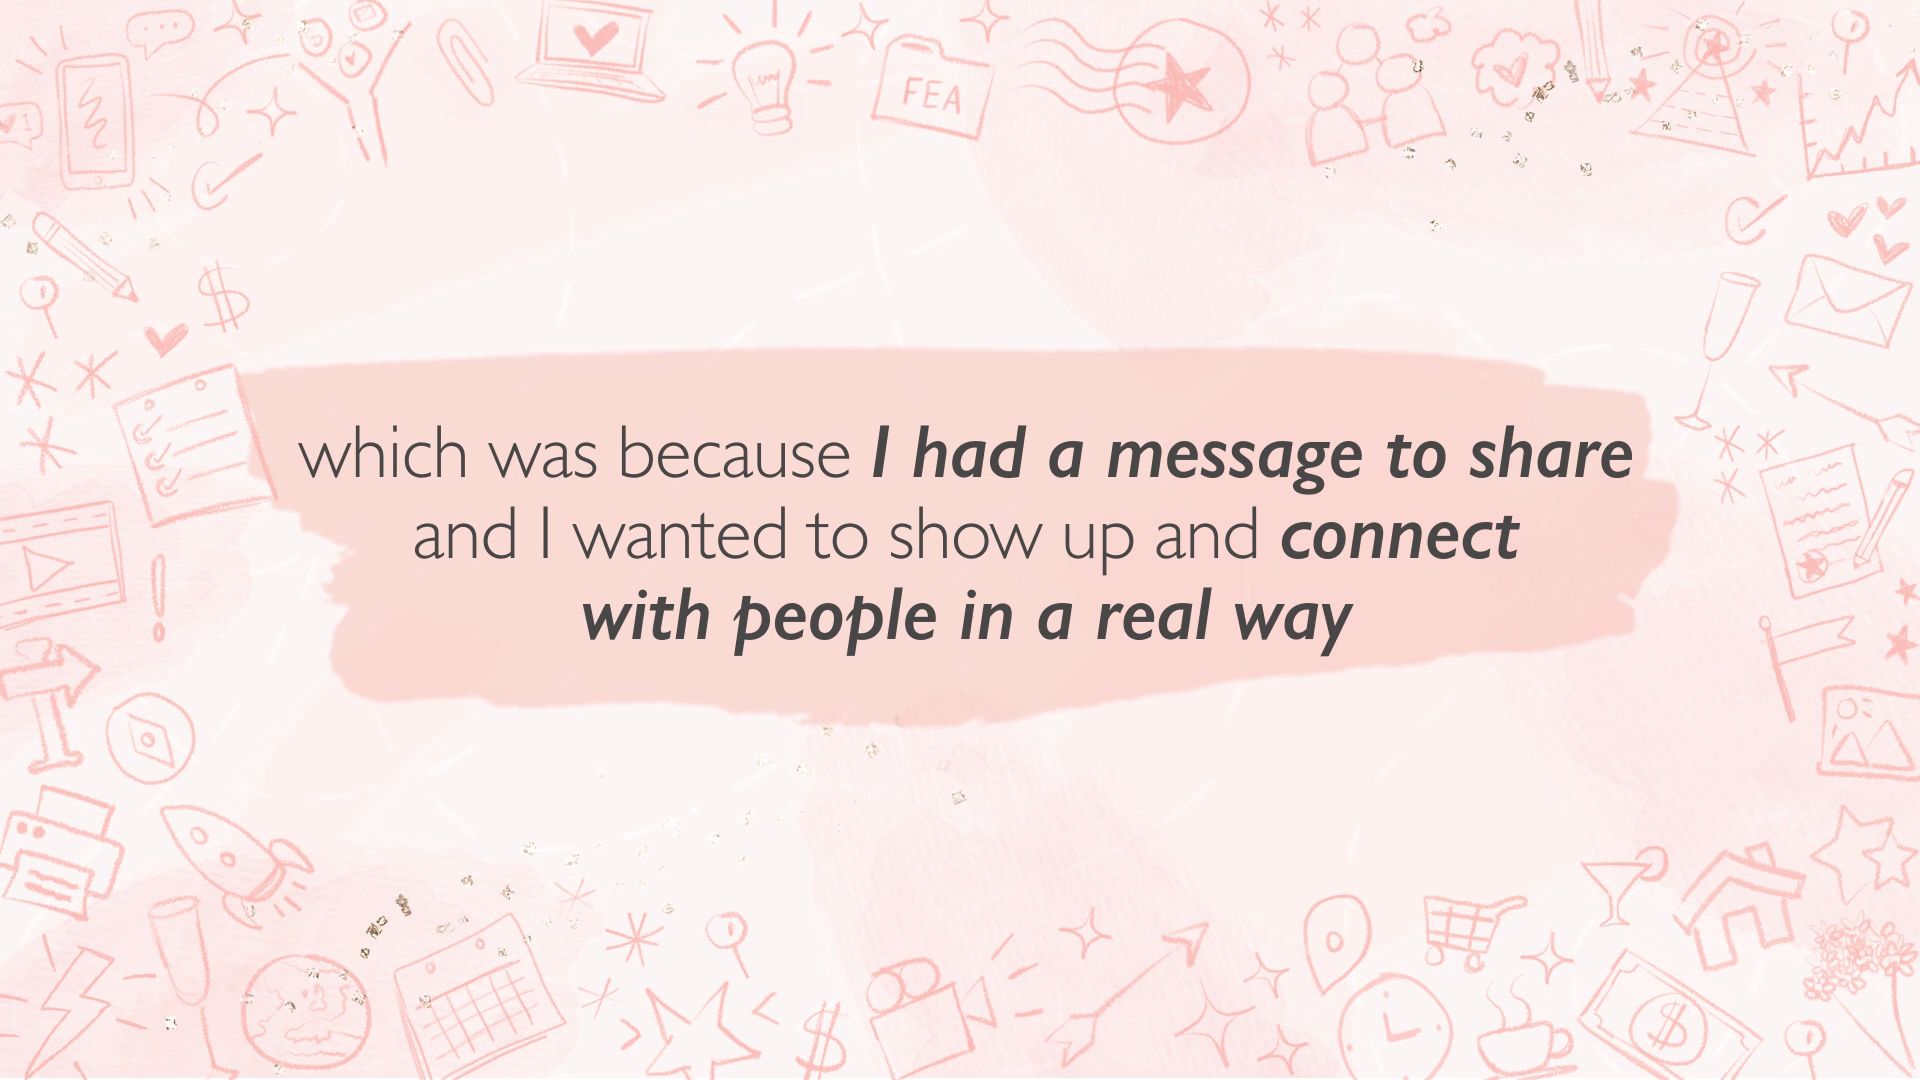 FEA
which was because I had a message to share
and I wanted to show up and connect
with people in a real way